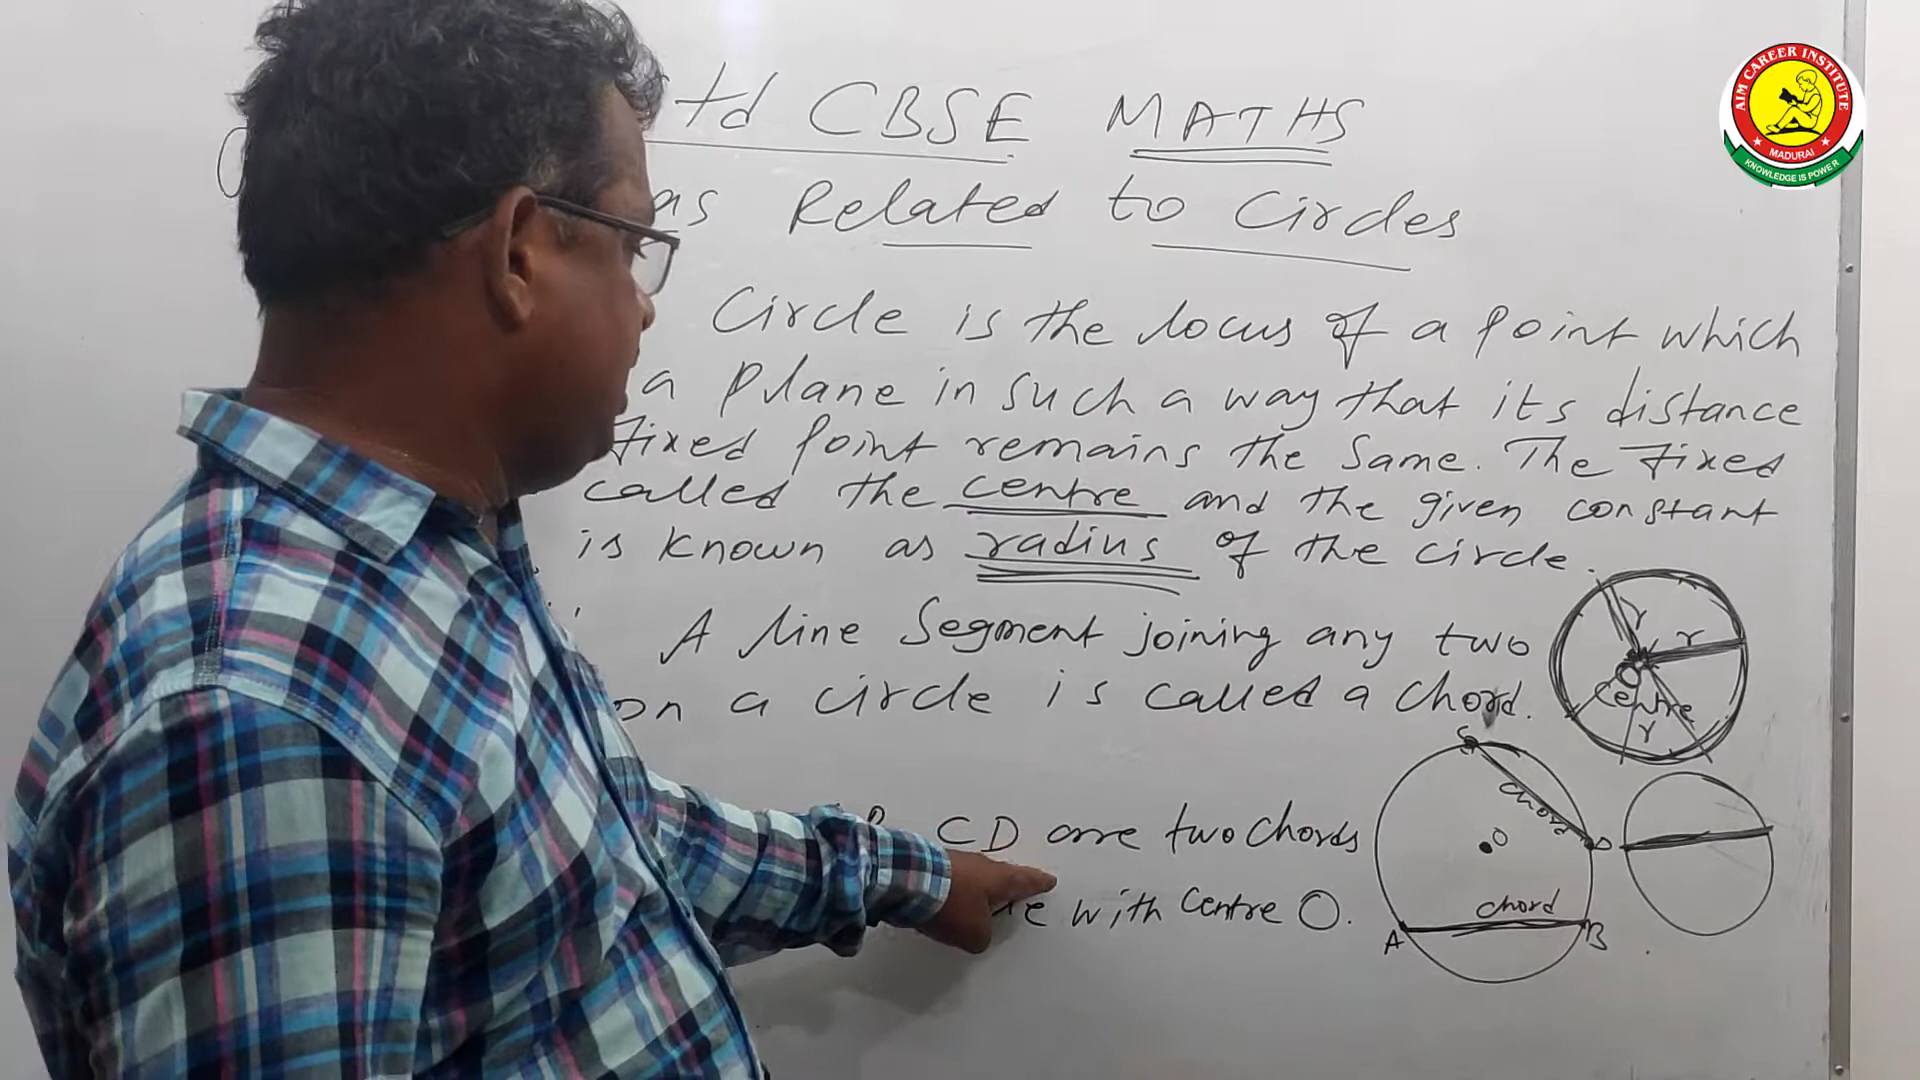 td CBSE MATHS
as Related to Circles
Circle is the locus of a point which
a plane in such a way that its distance
fixed point remains the same. The fixed
called the centre and the given constant
is known as radius of the circle.
A line segment joining any two
on a circle is called a chord.
CD are two chords
with centre O.
r
r
Centre
r
C
chord
D
O
chord
A
B
AIM CAREER INSTITUTE
MADURAI
KNOWLEDGE IS POWER